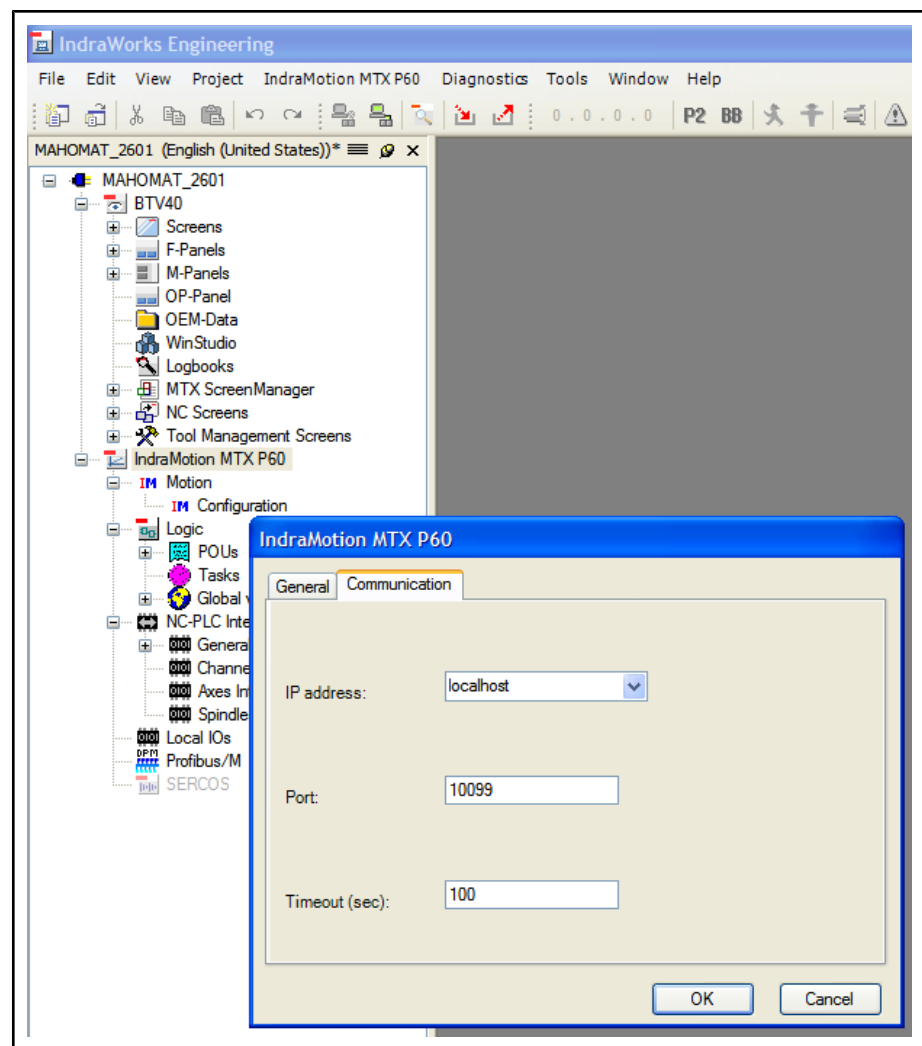 IndraWorks Engineering
File Edit View Project IndraMotion MTX P60 Diagnostics Tools Window Help
0 . 0 . 0 . 0 P2 BB
MAHOMAT_2601 (English (United States))*
MAHOMAT_2601
BTV40
Screens
F-Panels
M-Panels
OP-Panel
OEM-Data
WinStudio
Logbooks
MTX ScreenManager
NC Screens
Tool Management Screens
IndraMotion MTX P60
IM Motion
IM Configuration
Logic
POUs
Tasks
Global v
NC-PLC Inte
Genera
Channe
Axes In
Spindle
Local IOs
DPM Profibus/M
SERCOS
IndraMotion MTX P60
General Communication
IP address: localhost
Port: 10099
Timeout (sec): 100
OK Cancel